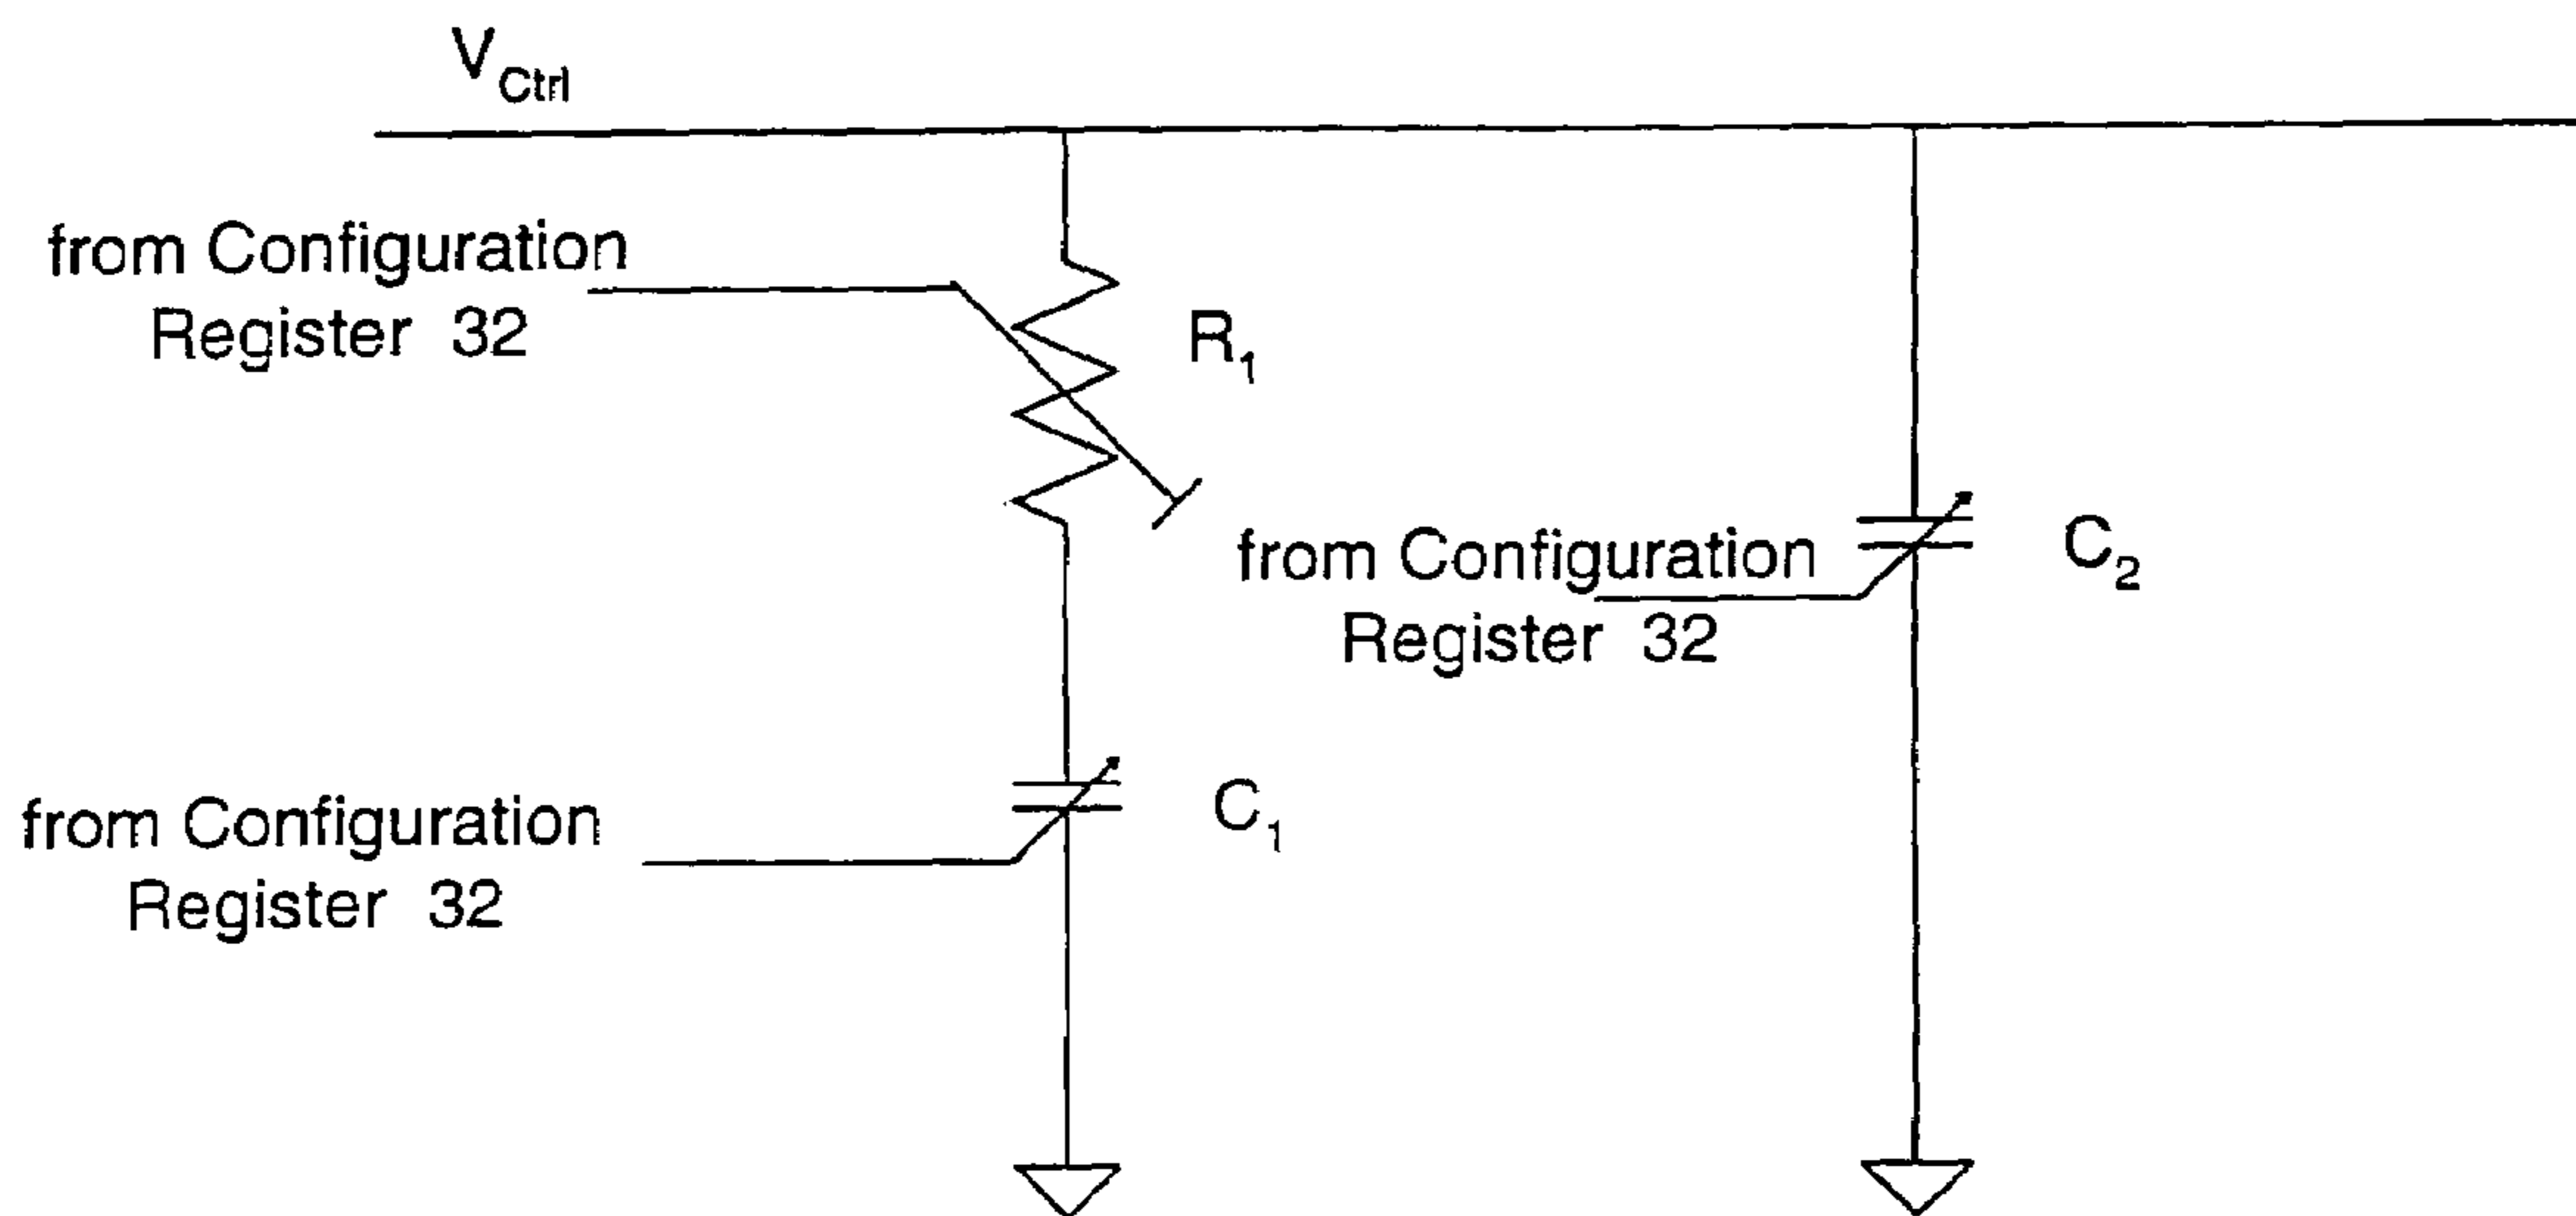 V_Ctrl
from Configuration
Register 32
R_1
from Configuration
Register 32
C_2
from Configuration
Register 32
C_1